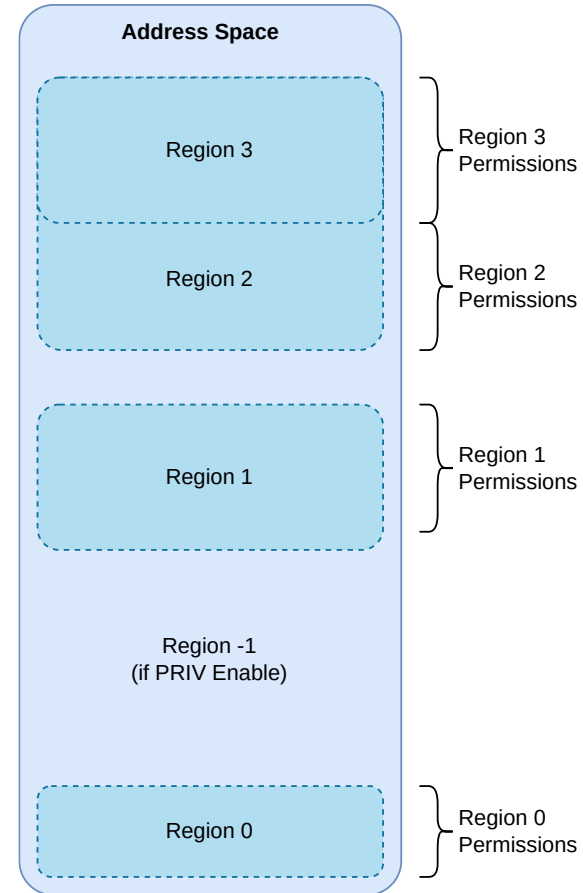 Address Space
Region 3
Region 3
Permissions
Region 2
Region 2
Permissions
Region 1
Region 1
Permissions
Region -1
(if PRIV Enable)
Region 0
Region 0
Permissions